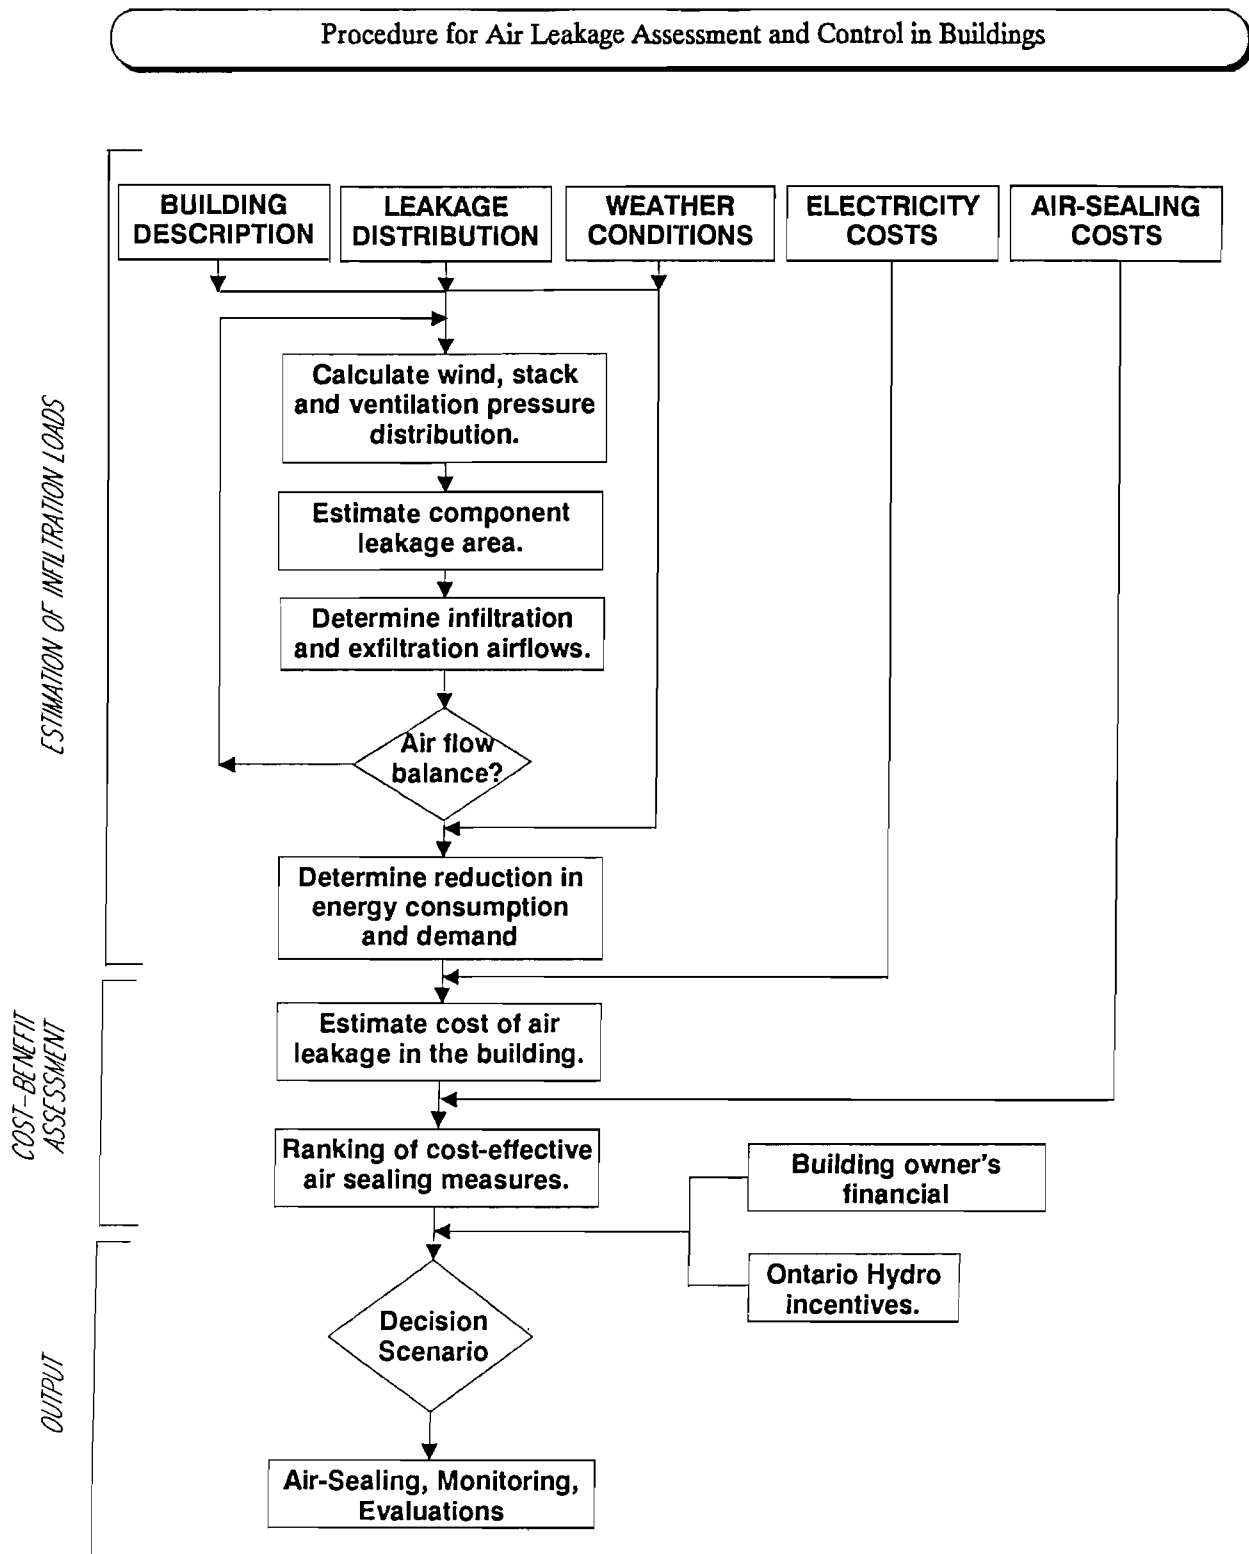 Procedure for Air Leakage Assessment and Control in Buildings
BUILDING
DESCRIPTION
LEAKAGE
DISTRIBUTION
WEATHER
CONDITIONS
ELECTRICITY
COSTS
AIR-SEALING
COSTS
ESTIMATION OF INFILTRATION LOADS
Calculate wind, stack
and ventilation pressure
distribution.
Estimate component
leakage area.
Determine infiltration
and exfiltration airflows.
Air flow
balance?
Determine reduction in
energy consumption
and demand
COST-BENEFIT
ASSESSMENT
Estimate cost of air
leakage in the building.
Ranking of cost-effective
air sealing measures.
Building owner's
financial
Ontario Hydro
incentives.
OUTPUT
Decision
Scenario
Air-Sealing, Monitoring,
Evaluations